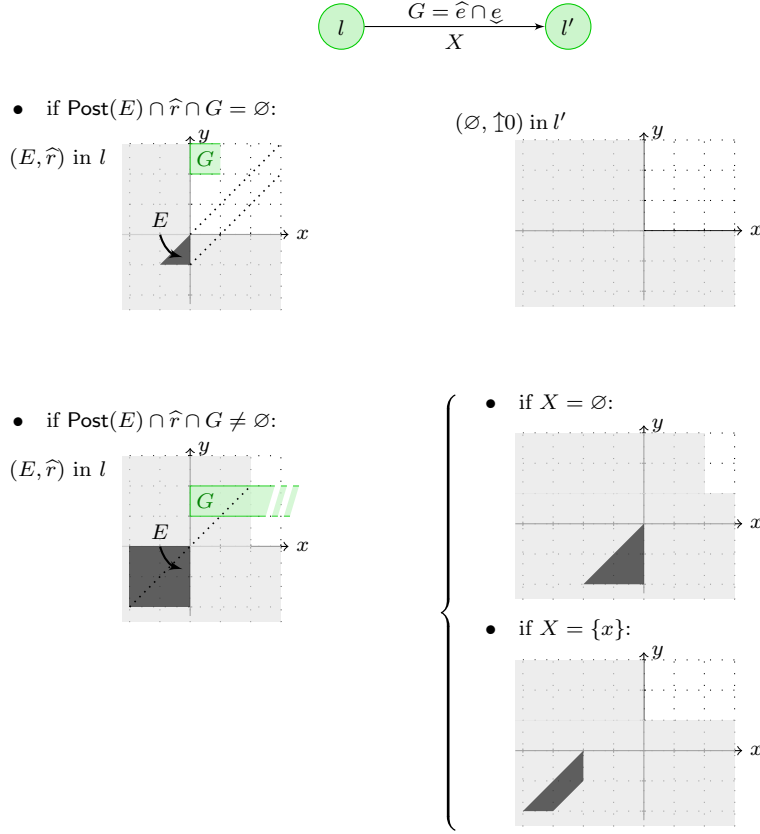 l
G = ê ∩ e̬
X
l′
• if Post(E) ∩ r̂ ∩ G = ∅:
(E, r̂) in l
y
G
E
x
(∅, ↥0) in l′
y
x
• if Post(E) ∩ r̂ ∩ G ≠ ∅:
(E, r̂) in l
y
G
E
x
• if X = ∅:
y
x
• if X = {x}:
y
x